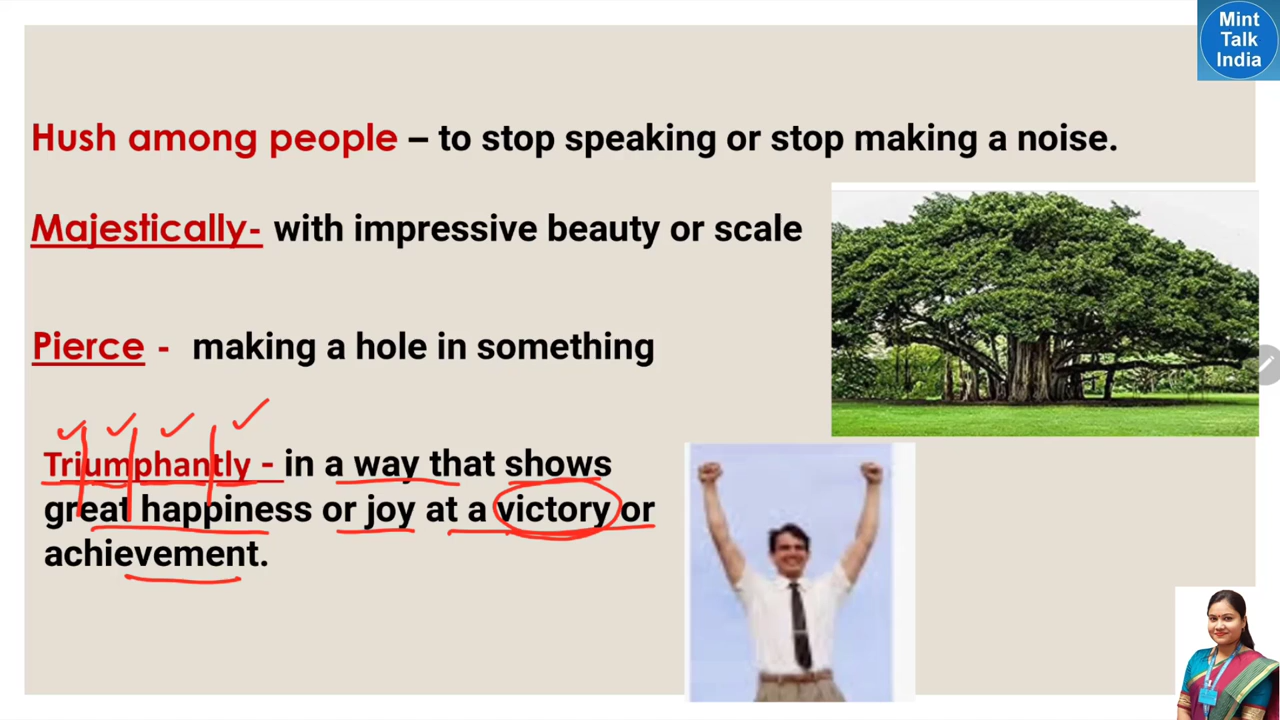 Mint
Talk
India
Hush among people – to stop speaking or stop making a noise.
Majestically- with impressive beauty or scale
Pierce - making a hole in something
Triumphantly - in a way that shows
great happiness or joy at a victory or
achievement.